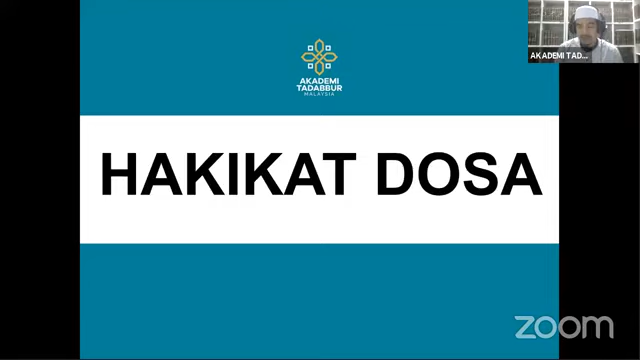 AKADEMI
TADABBUR
MALAYSIA
AKADEMI TAD...
HAKIKAT DOSA
zoom